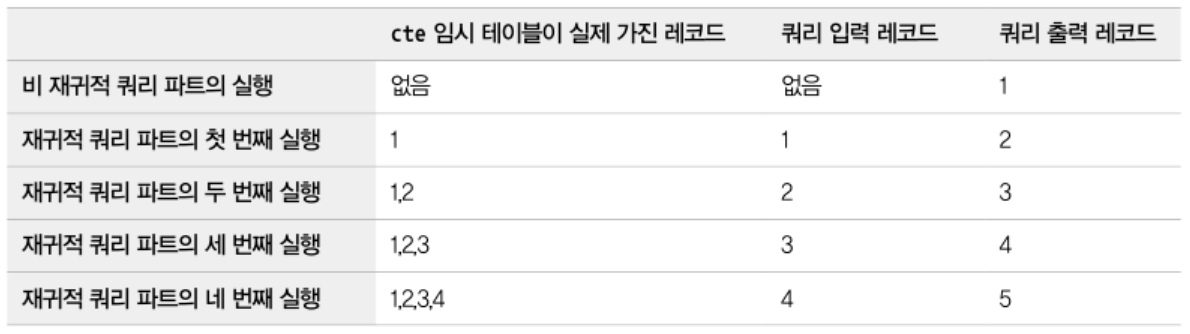 cte 임시 테이블이 실제 가진 레코드 쿼리 입력 레코드 쿼리 출력 레코드
비 재귀적 쿼리 파트의 실행 없음 없음 1
재귀적 쿼리 파트의 첫 번째 실행 1 1 2
재귀적 쿼리 파트의 두 번째 실행 1,2 2 3
재귀적 쿼리 파트의 세 번째 실행 1,2,3 3 4
재귀적 쿼리 파트의 네 번째 실행 1,2,3,4 4 5